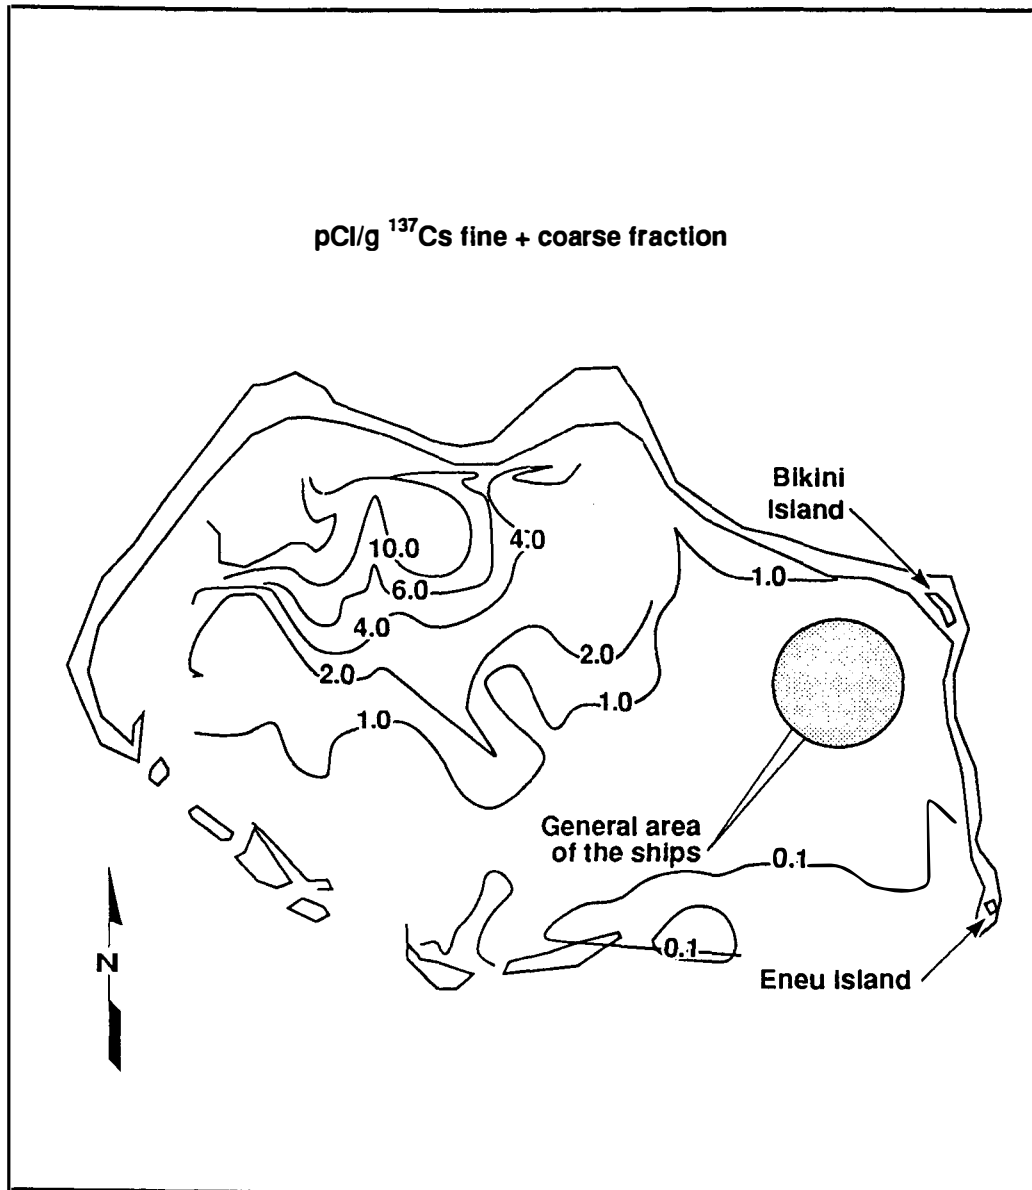 pCl/g ¹³⁷Cs fine + coarse fraction
Bikini
Island
10.0
4.0
1.0
6.0
4.0
2.0
2.0
1.0
1.0
General area
of the ships
0.1
0.1
N
Eneu Island